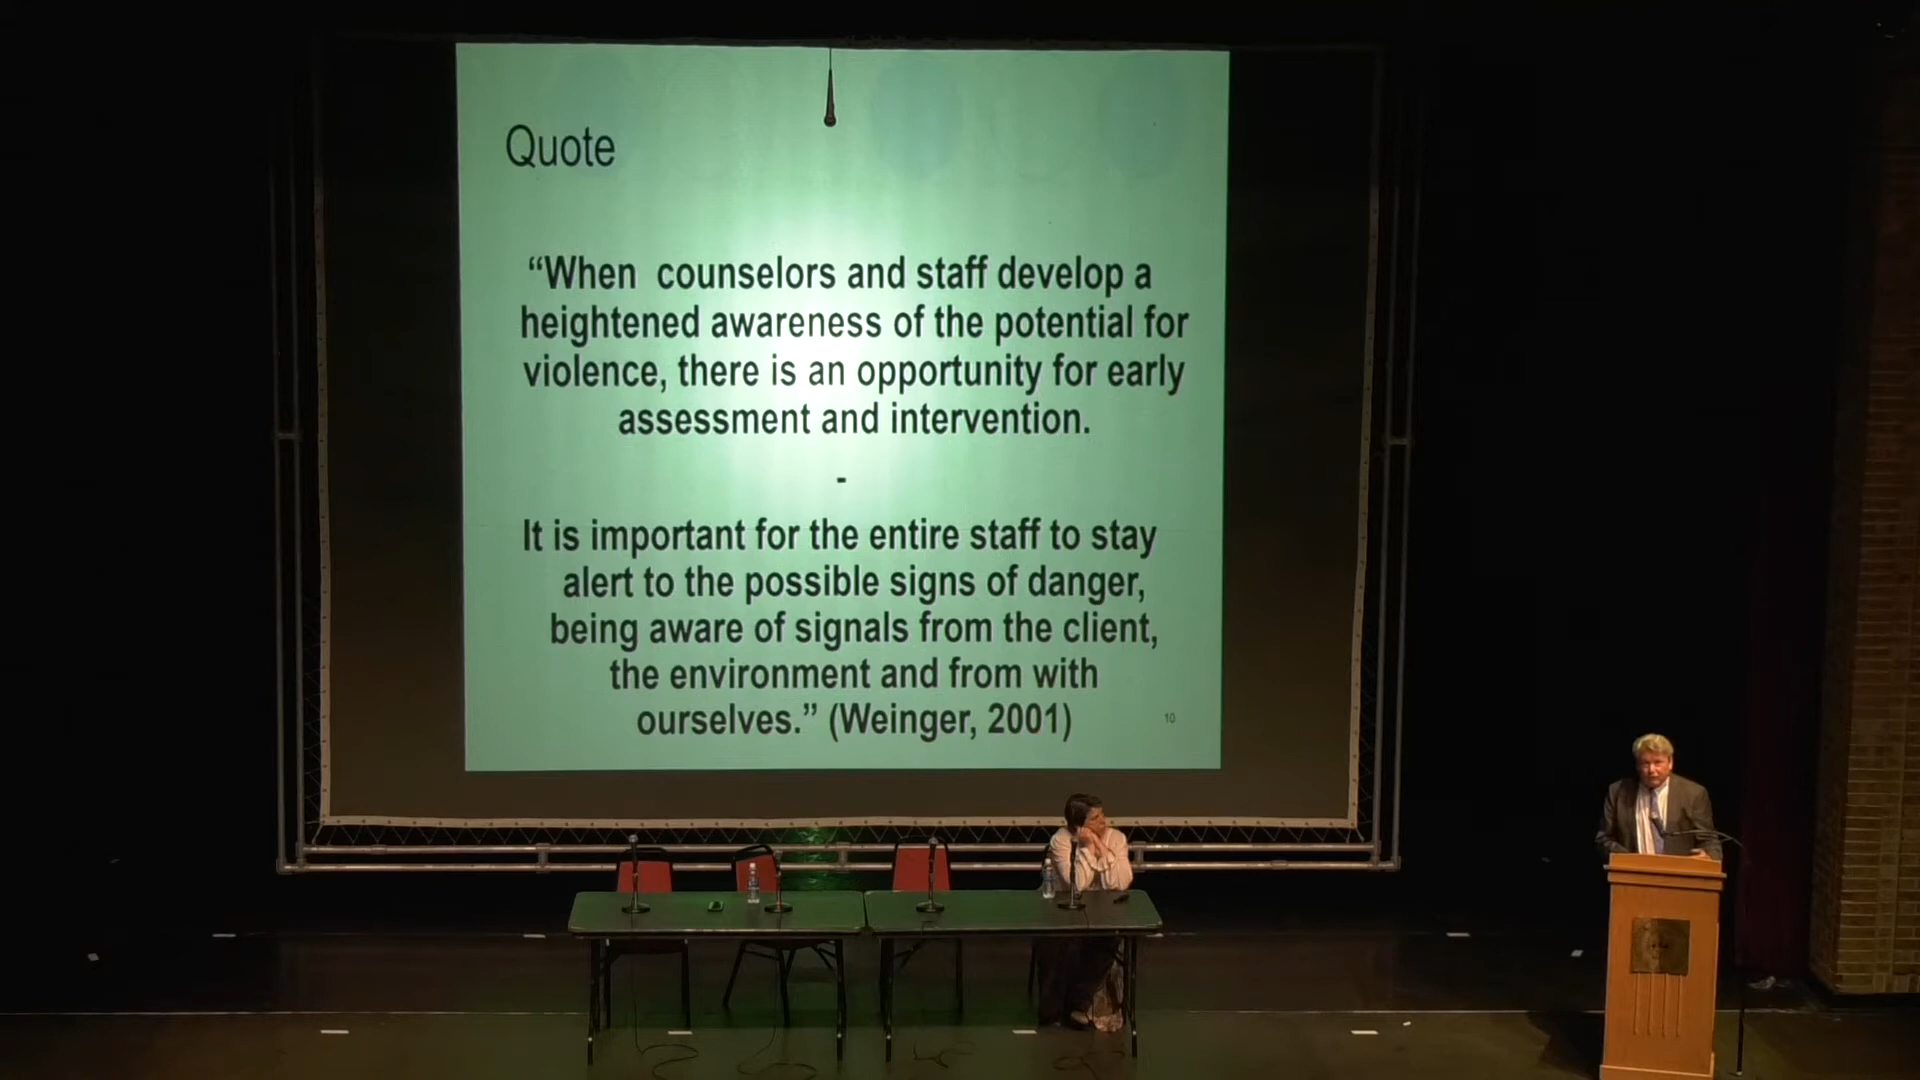 Quote
“When  counselors and staff develop a
heightened awareness of the potential for
violence, there is an opportunity for early
assessment and intervention.
-
It is important for the entire staff to stay
alert to the possible signs of danger,
being aware of signals from the client,
the environment and from with
ourselves.” (Weinger, 2001)
10